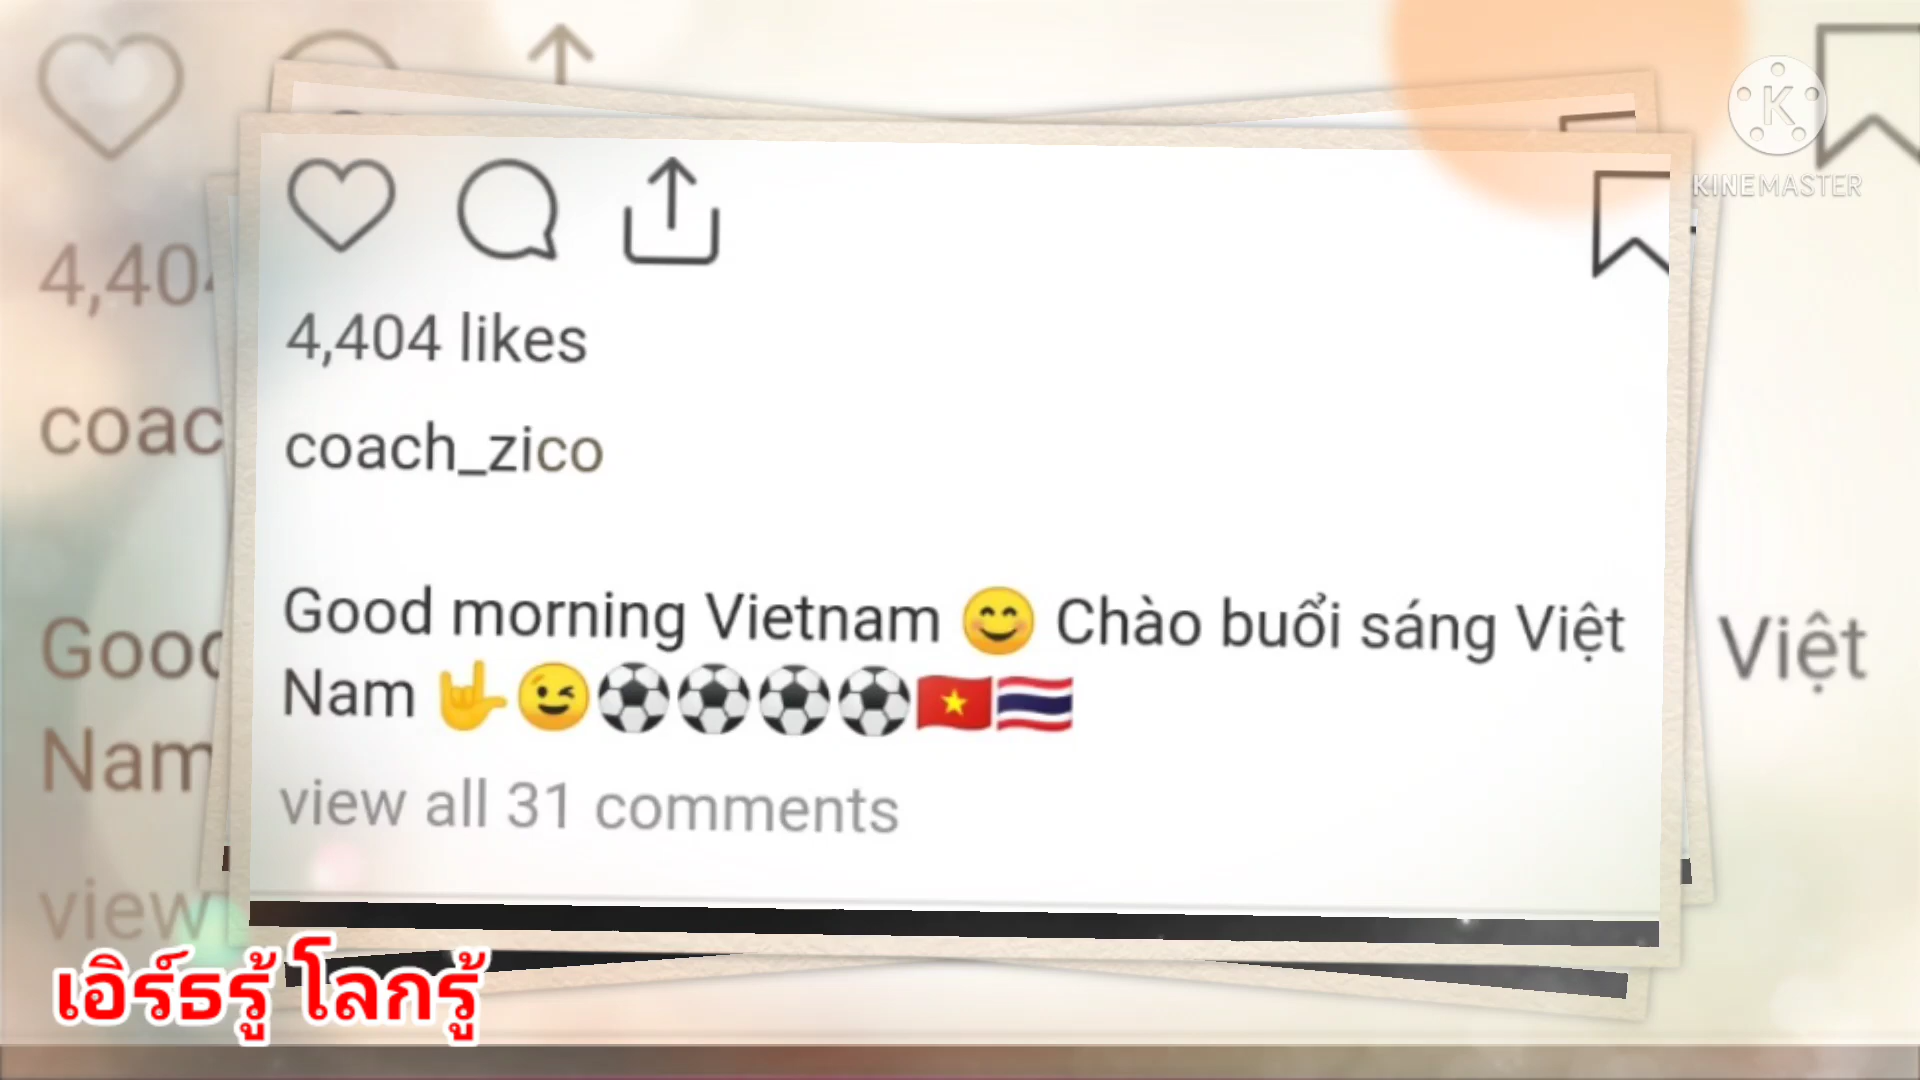 KINEMASTER
4,404 likes
coach_zico
Good morning Vietnam 😊 Chào buổi sáng Việt
Nam 🤟😉⚽⚽⚽⚽🇻🇳🇹🇭
view all 31 comments
เอิร์ธรู้ โลกรู้